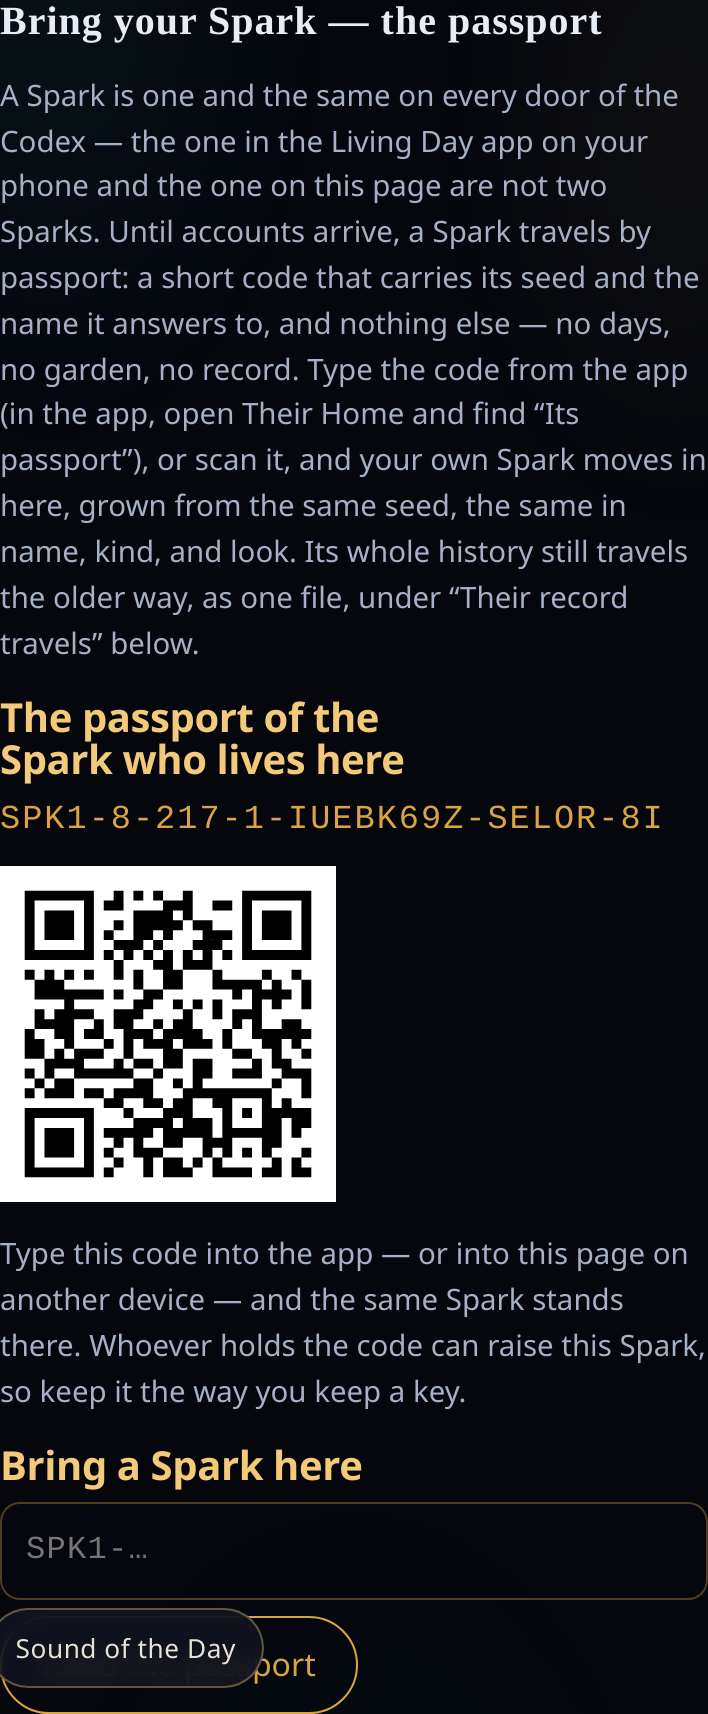 Bring your Spark — the passport
A Spark is one and the same on every door of the
Codex — the one in the Living Day app on your
phone and the one on this page are not two
Sparks. Until accounts arrive, a Spark travels by
passport: a short code that carries its seed and the
name it answers to, and nothing else — no days,
no garden, no record. Type the code from the app
(in the app, open Their Home and find “Its
passport”), or scan it, and your own Spark moves in
here, grown from the same seed, the same in
name, kind, and look. Its whole history still travels
the older way, as one file, under “Their record
travels” below.
The passport of the
Spark who lives here
SPK1-8-217-1-IUEBK69Z-SELOR-8I
Type this code into the app — or into this page on
another device — and the same Spark stands
there. Whoever holds the code can raise this Spark,
so keep it the way you keep a key.
Bring a Spark here
SPK1-…
Sound of the Day
port